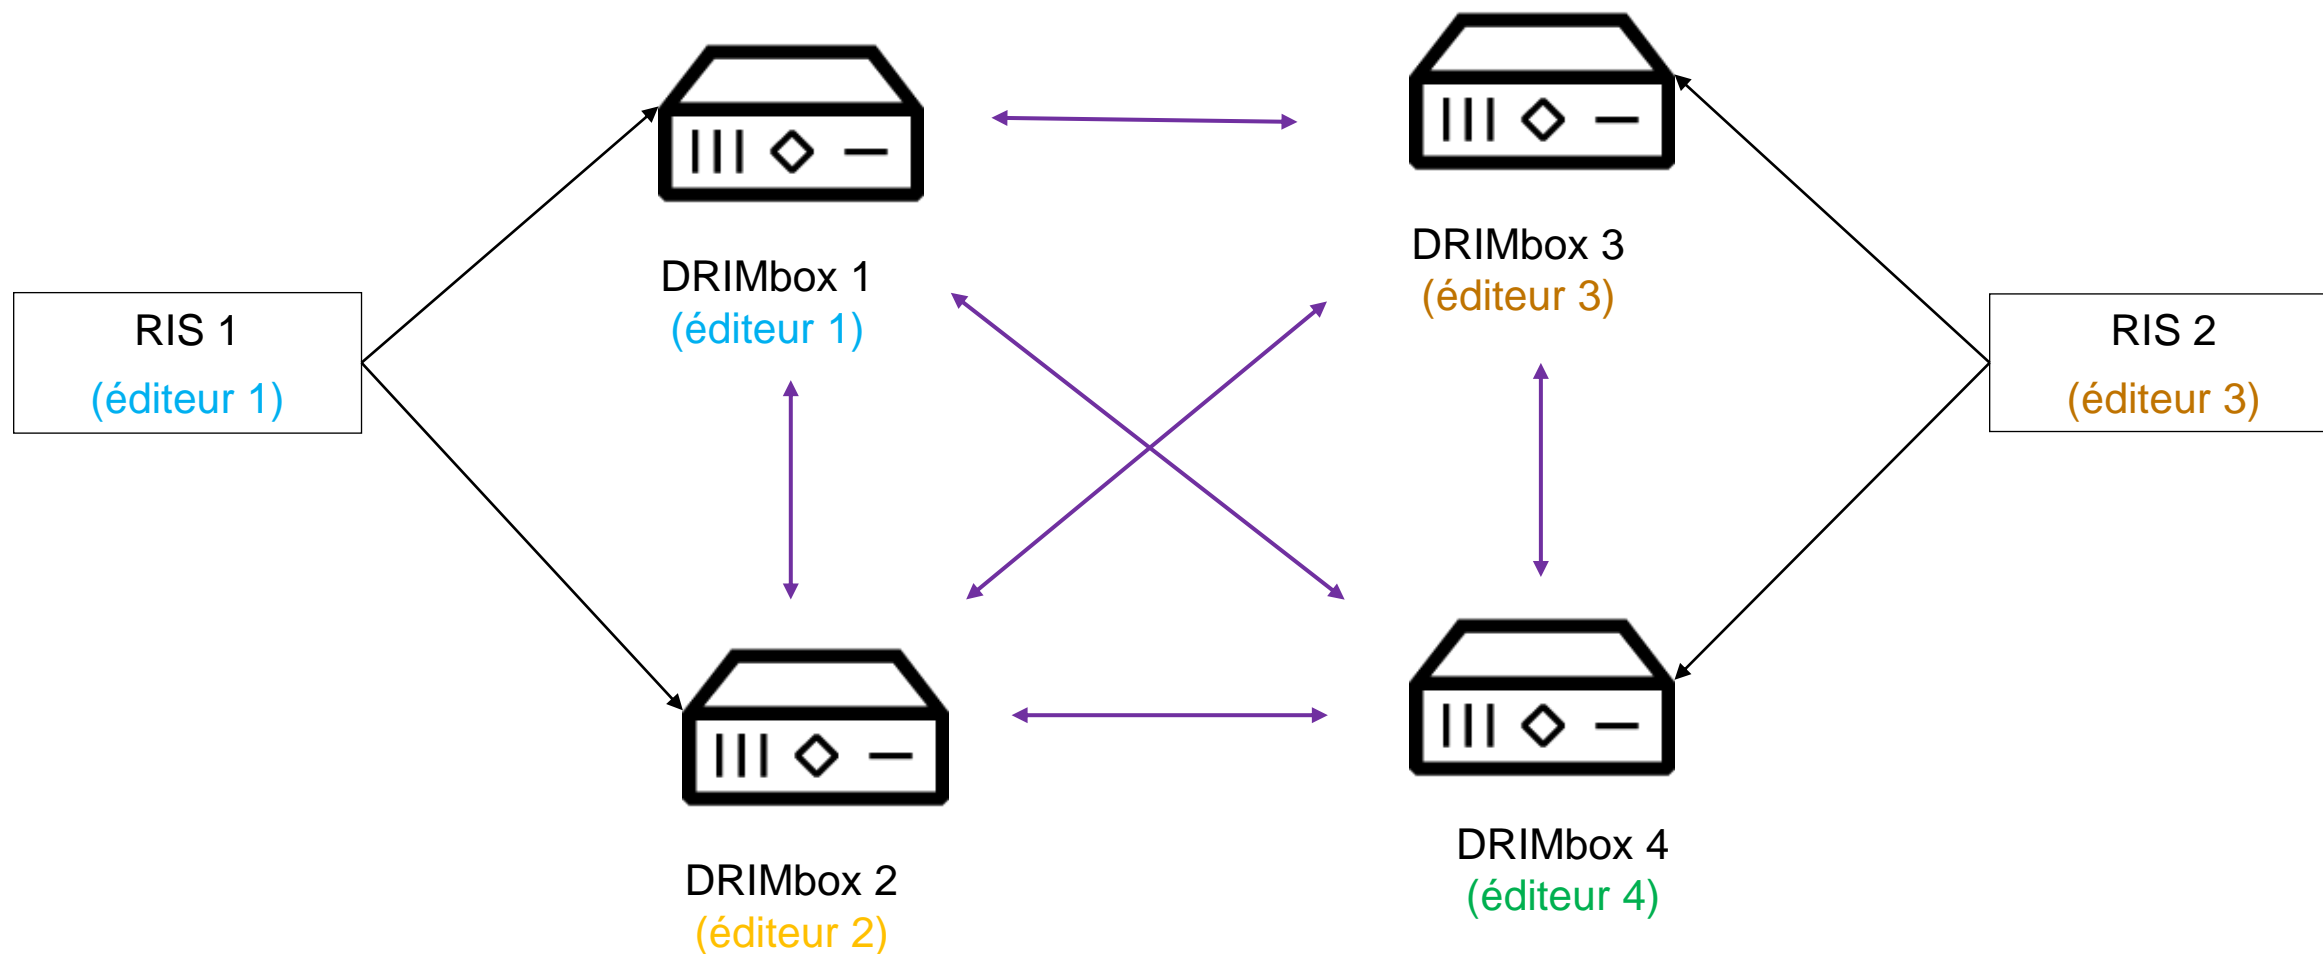 DRIMbox 1
(éditeur 1)
DRIMbox 3
(éditeur 3)
RIS 1
(éditeur 1)
RIS 2
(éditeur 3)
DRIMbox 2
(éditeur 2)
DRIMbox 4
(éditeur 4)